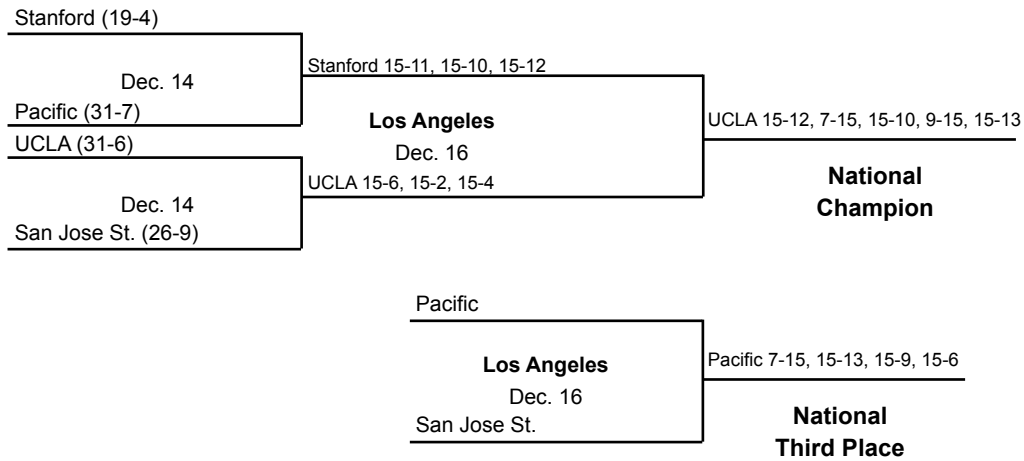 Stanford (19-4)
Dec. 14
Pacific (31-7)
Stanford 15-11, 15-10, 15-12
UCLA (31-6)
Dec. 14
San Jose St. (26-9)
UCLA 15-6, 15-2, 15-4
Los Angeles
Dec. 16
UCLA 15-12, 7-15, 15-10, 9-15, 15-13
National
Champion
Pacific
Los Angeles
Dec. 16
San Jose St.
Pacific 7-15, 15-13, 15-9, 15-6
National
Third Place